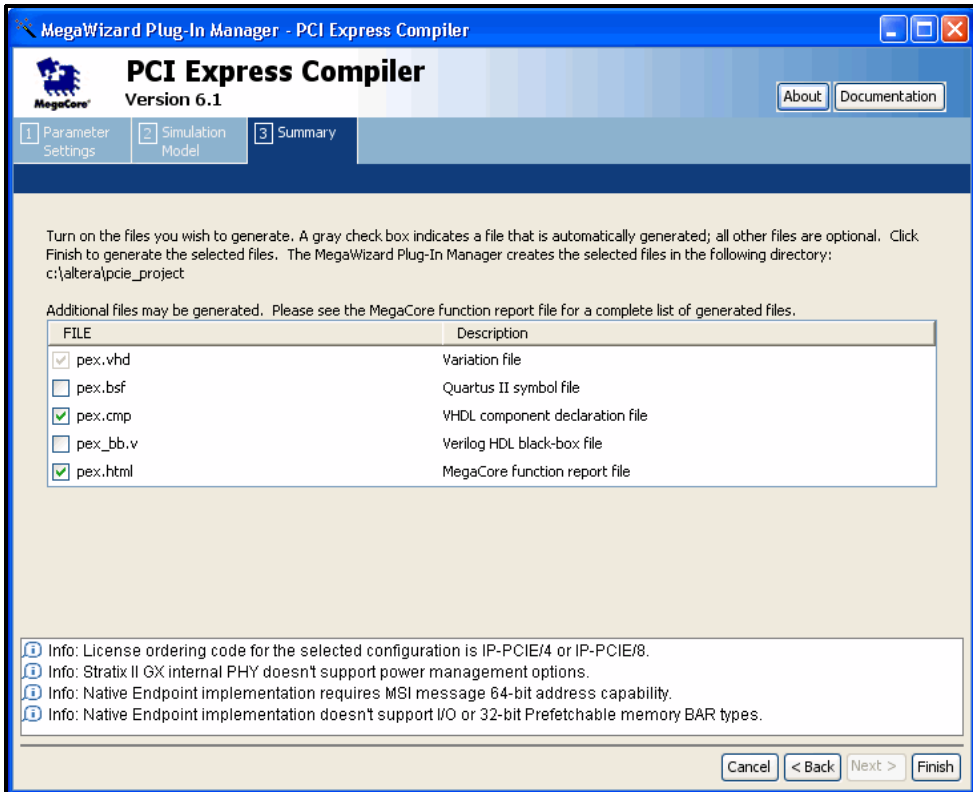 MegaWizard Plug-In Manager - PCI Express Compiler
MegaCore®
PCI Express Compiler
Version 6.1
About
Documentation
1 Parameter Settings
2 Simulation Model
3 Summary
Turn on the files you wish to generate. A gray check box indicates a file that is automatically generated; all other files are optional. Click
Finish to generate the selected files. The MegaWizard Plug-In Manager creates the selected files in the following directory:
c:\altera\pcie_project
Additional files may be generated. Please see the MegaCore function report file for a complete list of generated files.
FILE Description
pex.vhd Variation file
pex.bsf Quartus II symbol file
pex.cmp VHDL component declaration file
pex_bb.v Verilog HDL black-box file
pex.html MegaCore function report file
Info: License ordering code for the selected configuration is IP-PCIE/4 or IP-PCIE/8.
Info: Stratix II GX internal PHY doesn't support power management options.
Info: Native Endpoint implementation requires MSI message 64-bit address capability.
Info: Native Endpoint implementation doesn't support I/O or 32-bit Prefetchable memory BAR types.
Cancel
< Back
Next >
Finish